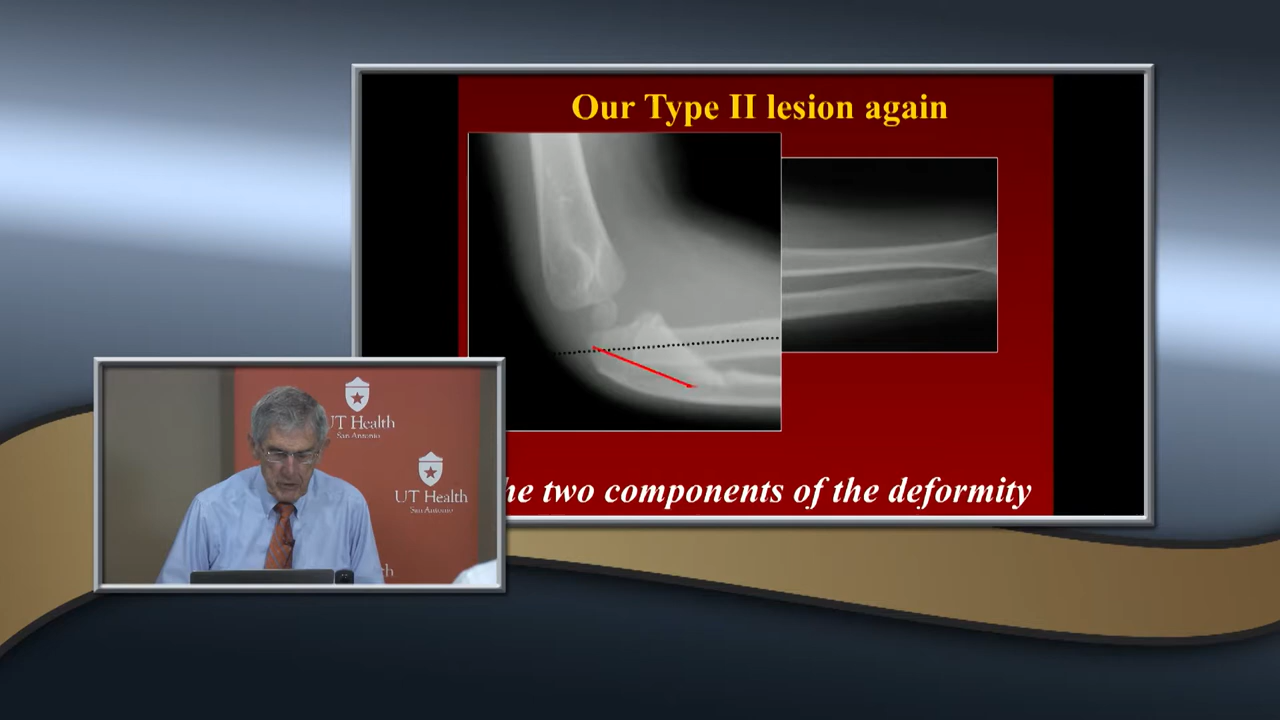 Our Type II lesion again
he two components of the deformity
UT Health
San Antonio
UT Health
San Antonio
lth